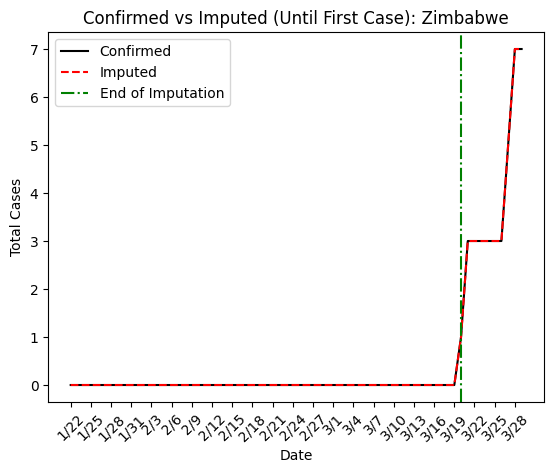 Confirmed vs Imputed (Until First Case): Zimbabwe
Confirmed
Imputed
End of Imputation
Total Cases
7
6
5
4
3
2
1
0
1/22 1/25 1/28 1/31 2/3 2/6 2/9 2/12 2/15 2/18 2/21 2/24 2/27 3/1 3/4 3/7 3/10 3/13 3/16 3/19 3/22 3/25 3/28
Date